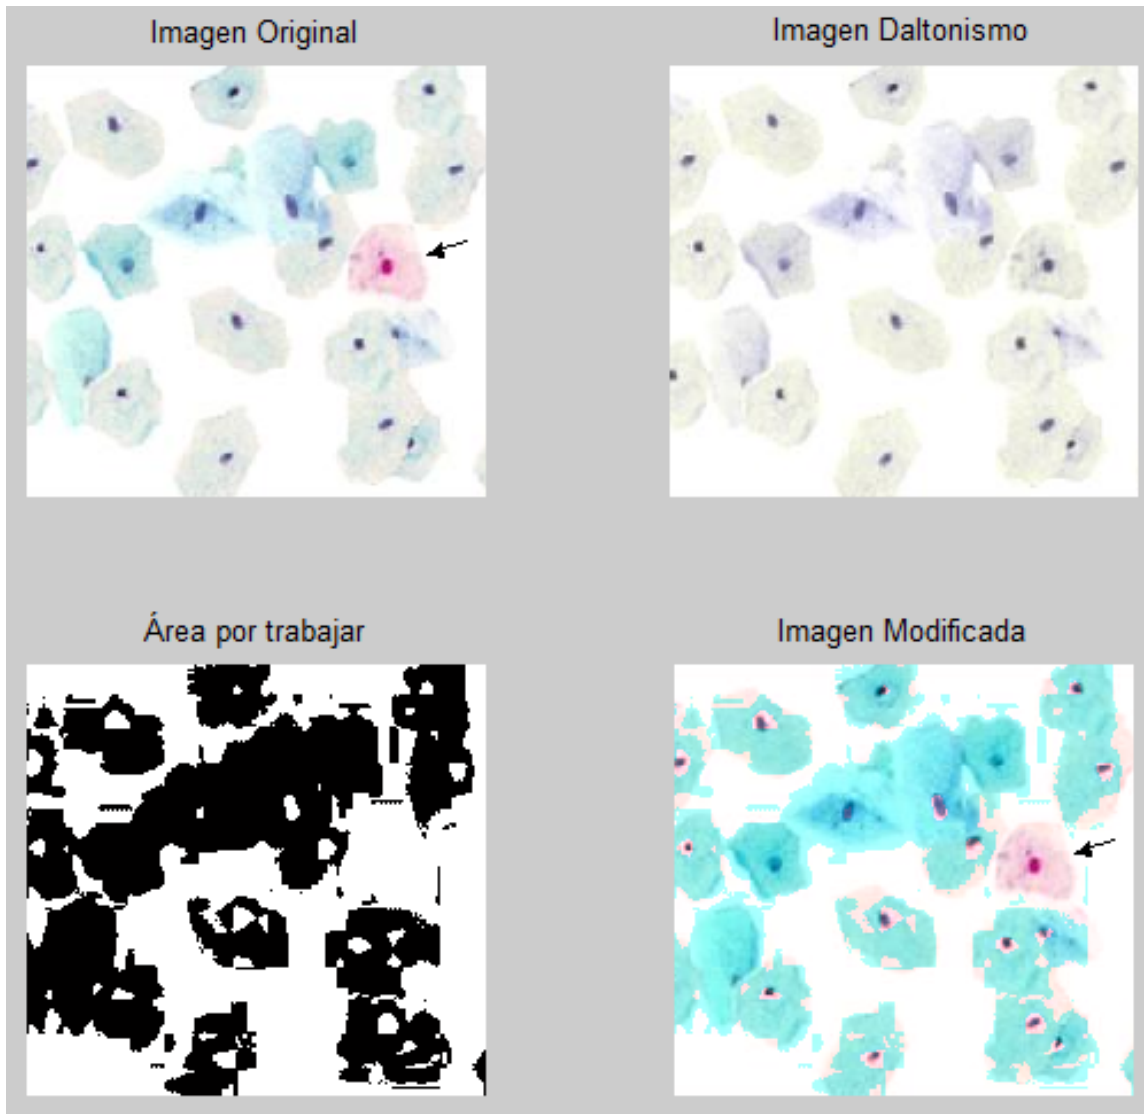 Imagen Original
Imagen Daltonismo
Área por trabajar
Imagen Modificada